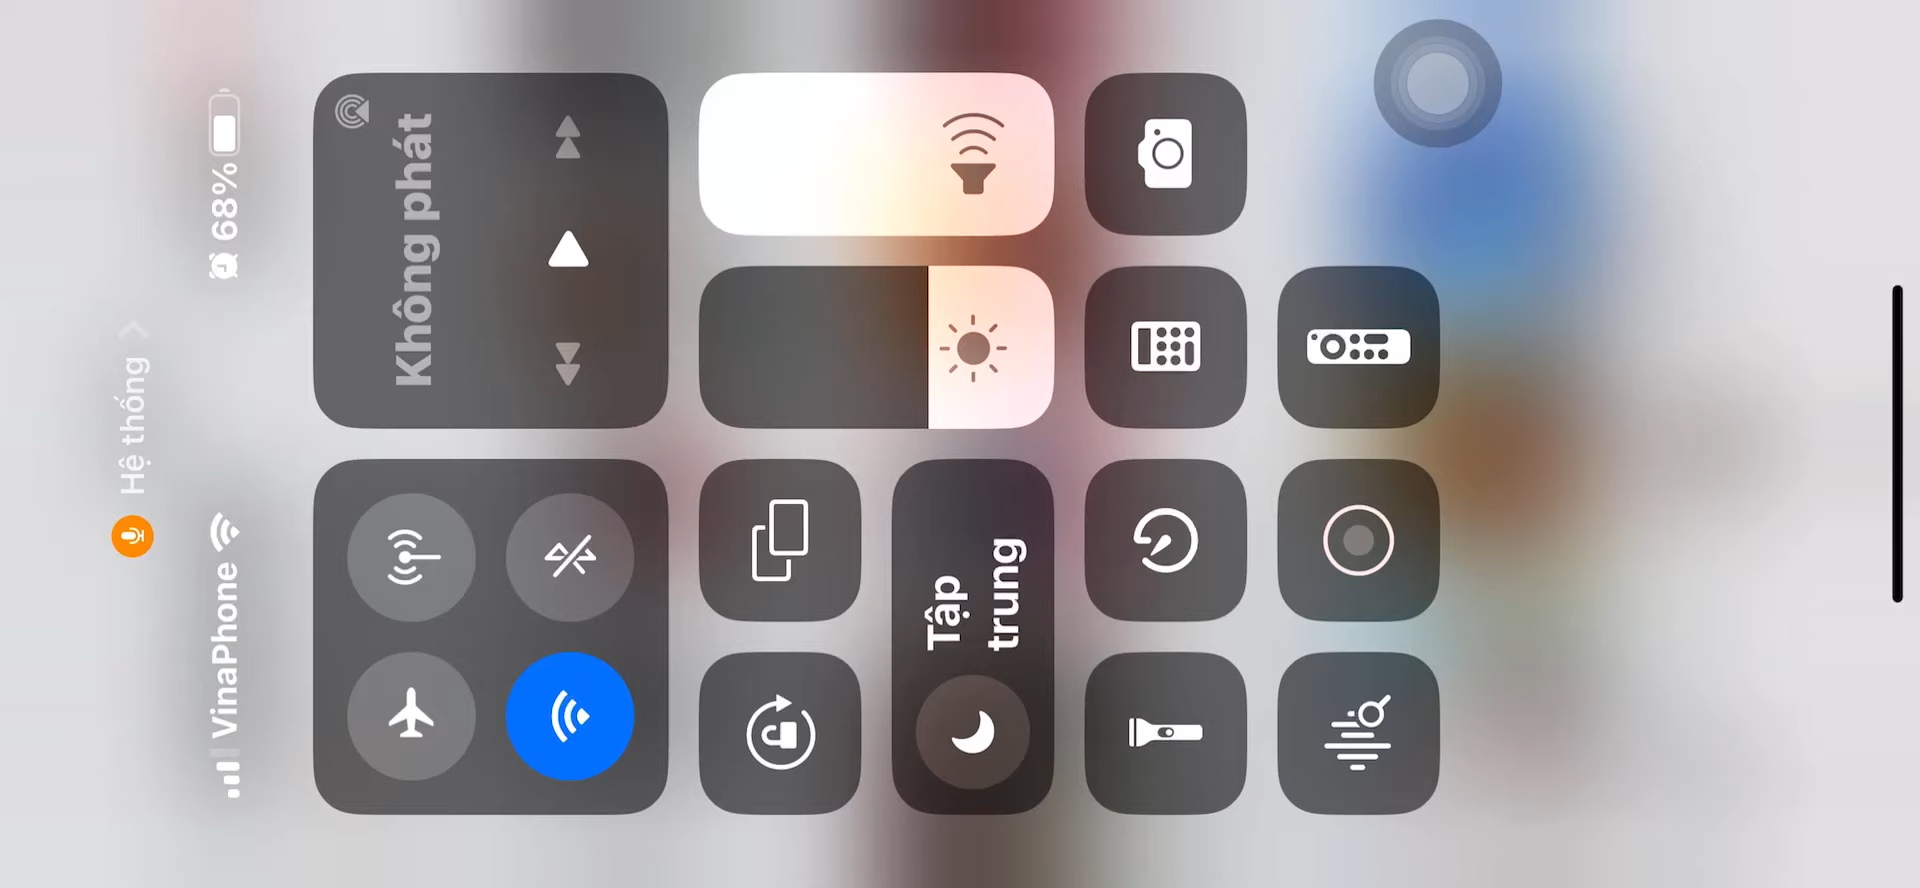 Hệ thống
VinaPhone
68%
Không phát
Tập
trung